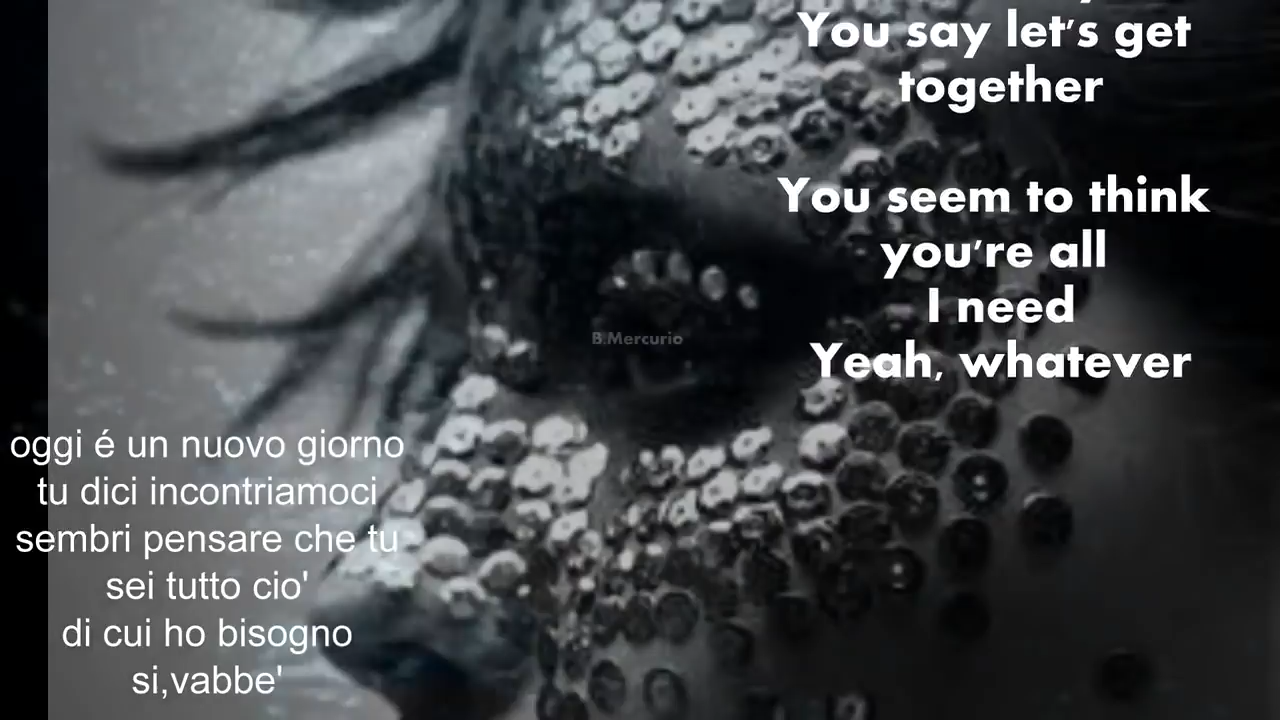 You say let's get
together
You seem to think
you're all
I need
Yeah, whatever
B.Mercurio
oggi é un nuovo giorno
tu dici incontriamoci
sembri pensare che tu
sei tutto cio'
di cui ho bisogno
si,vabbe'